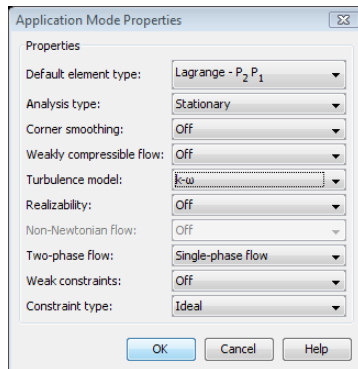 Application Mode Properties
Properties
Default element type: Lagrange - P2 P1
Analysis type: Stationary
Corner smoothing: Off
Weakly compressible flow: Off
Turbulence model: k-ω
Realizability: Off
Non-Newtonian flow: Off
Two-phase flow: Single-phase flow
Weak constraints: Off
Constraint type: Ideal
OK Cancel Help